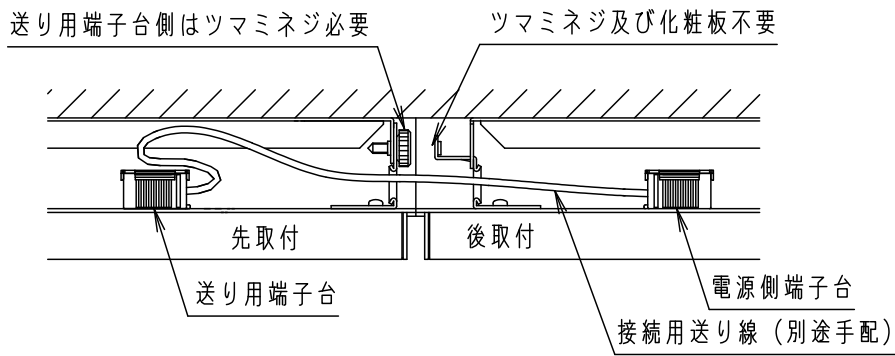 送り用端子台側はツマミネジ必要
ツマミネジ及び化粧板不要
先取付
後取付
送り用端子台
電源側端子台
接続用送り線（別途手配）